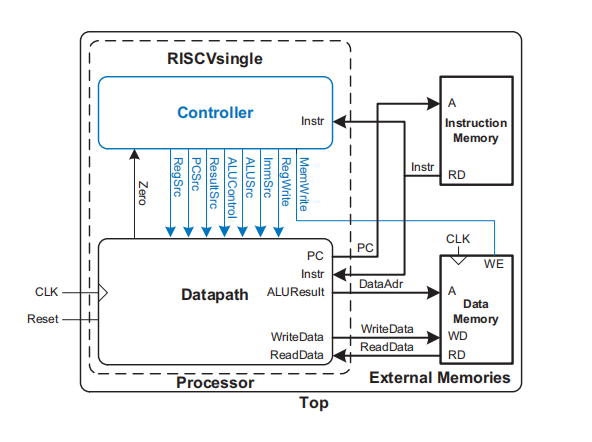 RISCVsingle
Controller
Instr
A
Instruction
Memory
RD
Instr
Zero
RegSrc
PCSrc
ResultSrc
ALUControl
ALUSrc
ImmSrc
RegWrite
MemWrite
PC
PC
CLK
WE
Instr
Datapath
ALUResult
DataAdr
A
Data
Memory
CLK
Reset
WriteData
WriteData
WD
ReadData
ReadData
RD
Processor
External Memories
Top